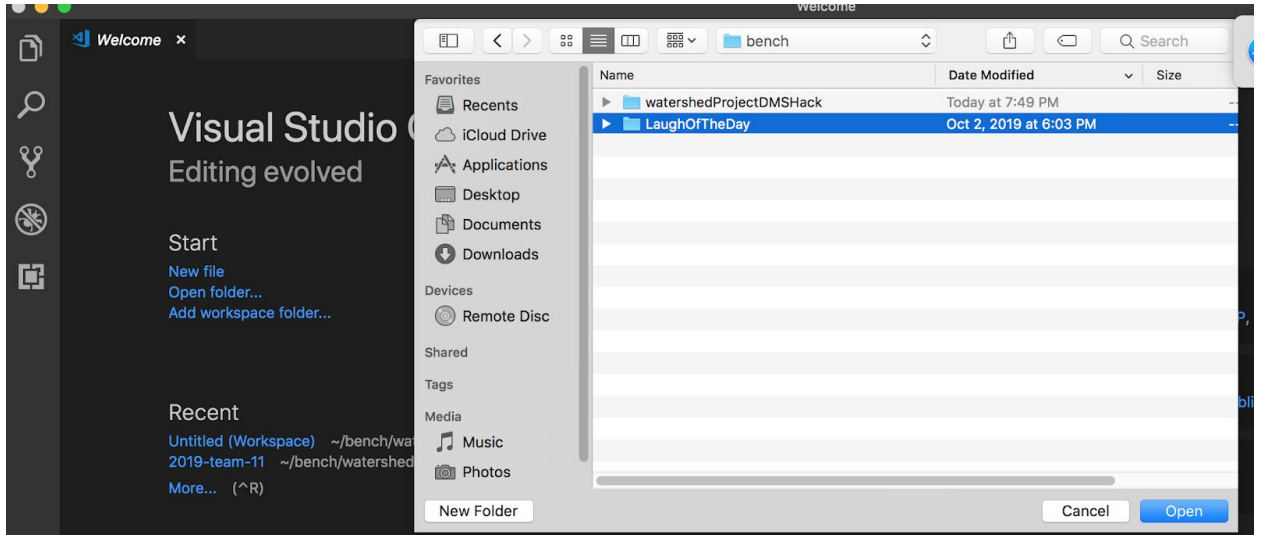 Welcome
Welcome ×
bench
Search
Favorites
Recents
iCloud Drive
Applications
Desktop
Documents
Downloads
Devices
Remote Disc
Shared
Tags
Media
Music
Photos
Name Date Modified Size
watershedProjectDMSHack Today at 7:49 PM --
LaughOfTheDay Oct 2, 2019 at 6:03 PM --
New Folder Cancel Open
Visual Studio
Editing evolved
Start
New file
Open folder...
Add workspace folder...
Recent
Untitled (Workspace) ~/bench/wat
2019-team-11 ~/bench/watershed
More... (^R)
P,
bli